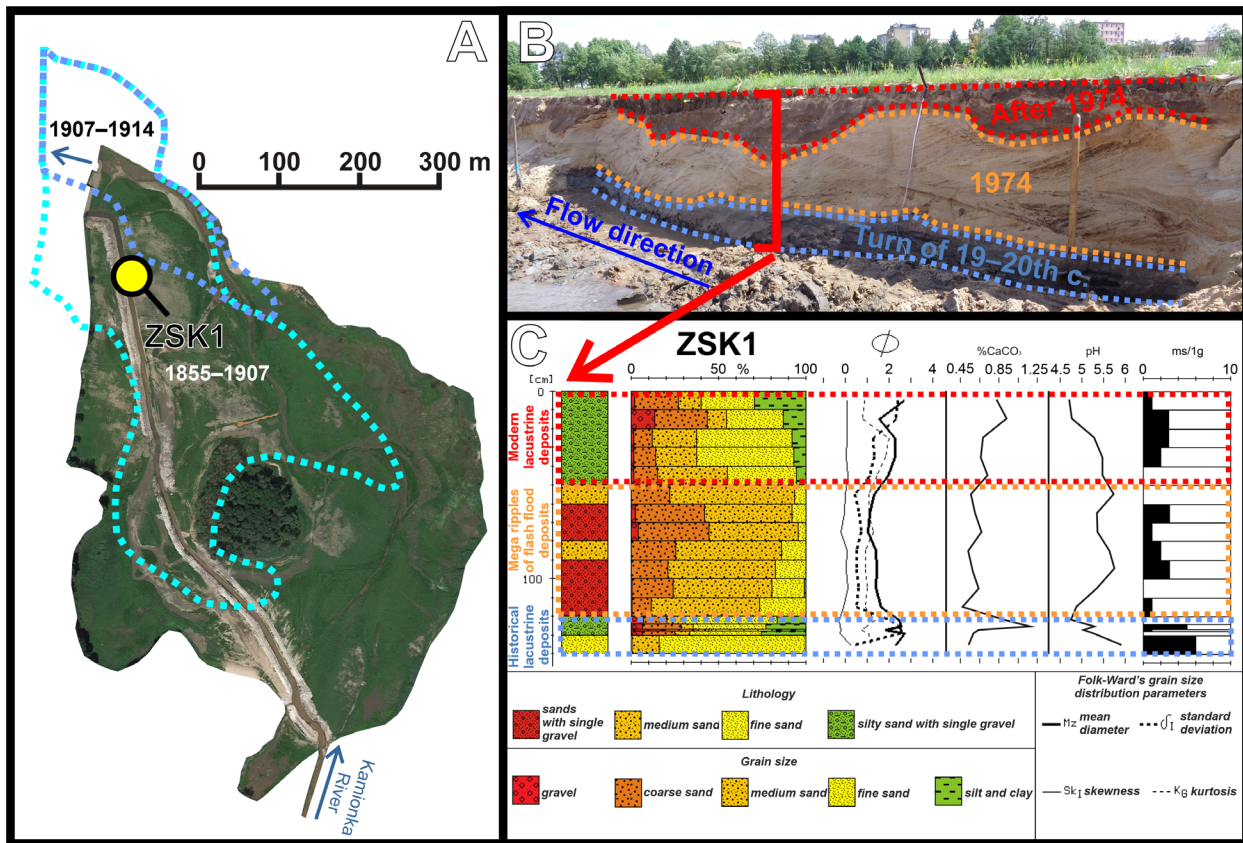 A
1907–1914
0 100 200 300 m
ZSK1
1855–1907
Kamionka
River
B
After 1974
1974
Turn of 19–20th c.
Flow direction
C
ZSK1
[cm]
0 50 % 100
0 2 4
%CaCO₃
0.45 0.85 1.25
pH
4.5 5 5.5 6
ms/1g
0 10
0
100
Modern
lacustrine
deposits
Mega ripples
of flash flood
deposits
Historical
lacustrine
deposits
Lithology
sands
with single
gravel
medium sand
fine sand
silty sand with single gravel
Grain size
gravel
coarse sand
medium sand
fine sand
silt and clay
Folk-Ward's grain size
distribution parameters
Mz mean
diameter
standard
deviation
SkI skewness
KG kurtosis